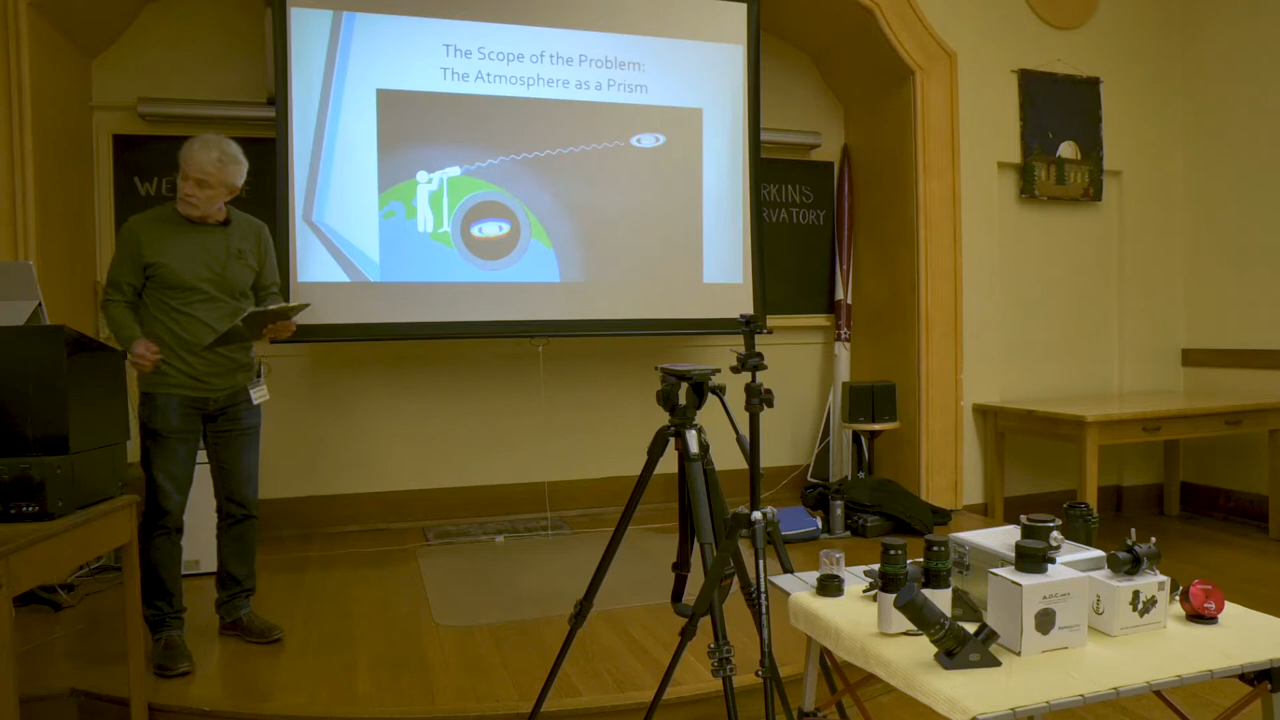 The Scope of the Problem:
The Atmosphere as a Prism
WE
RKINS
RVATORY
A.D.C.